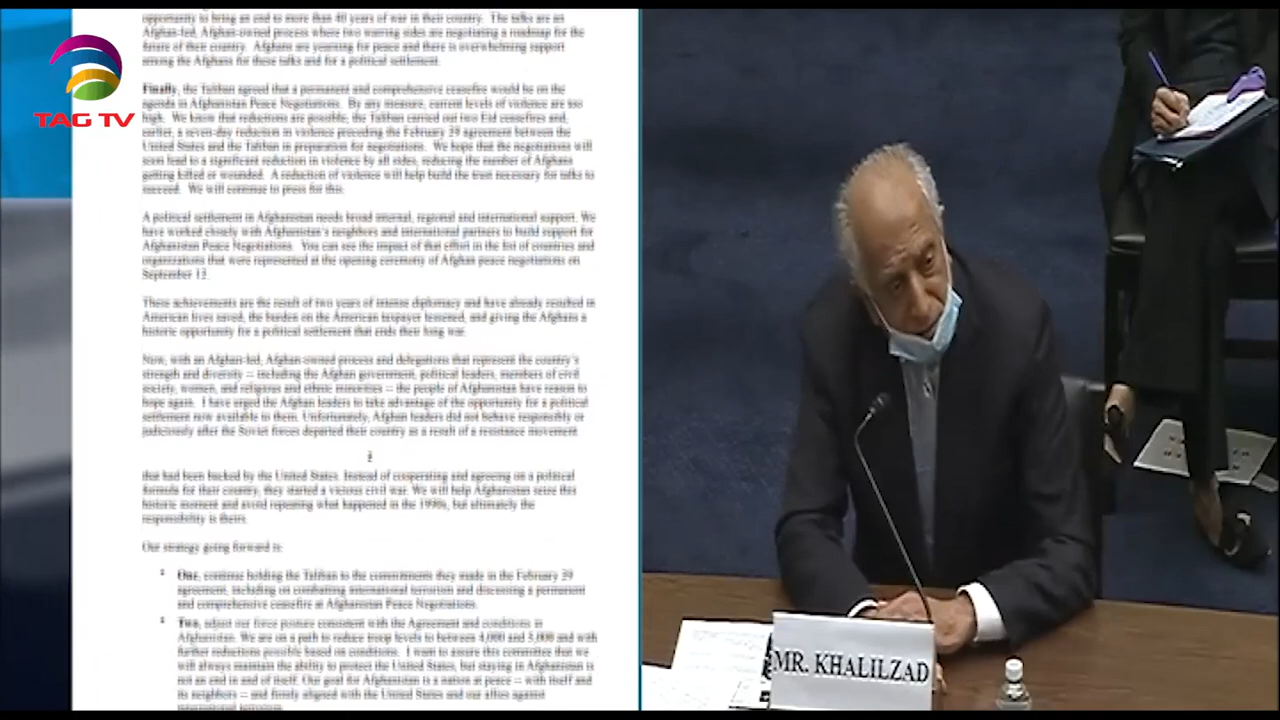 TAG TV
opportunity to bring an end to more than 40 years of war in their country. The talks are an
Afghan-led, Afghan-owned process where two warring sides are negotiating a roadmap for the
future of their country. Afghans are yearning for peace and there is overwhelming support
among the Afghans for these talks and for a political settlement.
Finally, the Taliban agreed that a permanent and comprehensive ceasefire would be on the
agenda in Afghanistan Peace Negotiations. By any measure, current levels of violence are too
high. We know that reductions are possible, the Taliban carried out two Eid ceasefires and,
earlier, a seven-day reduction in violence preceding the February 29 agreement between the
United States and the Taliban in preparation for negotiations. We hope that the negotiations will
soon lead to a significant reduction in violence by all sides, reducing the number of Afghans
getting killed or wounded. A reduction of violence will help build the trust necessary for talks to
succeed. We will continue to press for this.
A political settlement in Afghanistan needs broad internal, regional and international support. We
have worked closely with Afghanistan's neighbors and international partners to build support for
Afghanistan Peace Negotiations. You can see the impact of that effort in the list of countries and
organizations that were represented at the opening ceremony of Afghan peace negotiations on
September 12.
These achievements are the result of two years of intense diplomacy and have already resulted in
American lives saved, the burden on the American taxpayer lessened, and giving the Afghans a
historic opportunity for a political settlement that ends their long war.
Now, with an Afghan-led, Afghan-owned process and delegations that represent the country's
strength and diversity -- including the Afghan government, political leaders, members of civil
society, women, and religious and ethnic minorities -- the people of Afghanistan have reason to
hope again. I have urged the Afghan leaders to take advantage of the opportunity for a political
settlement now available to them. Unfortunately, Afghan leaders did not behave responsibly or
judiciously after the Soviet forces departed their country as a result of a resistance movement
2
that had been backed by the United States. Instead of cooperating and agreeing on a political
formula for their country, they started a vicious civil war. We will help Afghanistan seize this
historic moment and avoid repeating what happened in the 1990s, but ultimately the
responsibility is theirs.
Our strategy going forward is:
One, continue holding the Taliban to the commitments they made in the February 29
agreement, including on combatting international terrorism and discussing a permanent
and comprehensive ceasefire at Afghanistan Peace Negotiations.
Two, adjust our force posture consistent with the Agreement and conditions in
Afghanistan. We are on a path to reduce troop levels to between 4,000 and 5,000 and with
further reductions possible based on conditions. I want to assure this committee that we
will always maintain the ability to protect the United States, but staying in Afghanistan is
not an end in and of itself. Our goal for Afghanistan is a nation at peace -- with itself and
its neighbors -- and firmly aligned with the United States and our allies against
international terrorism.
MR. KHALILZAD